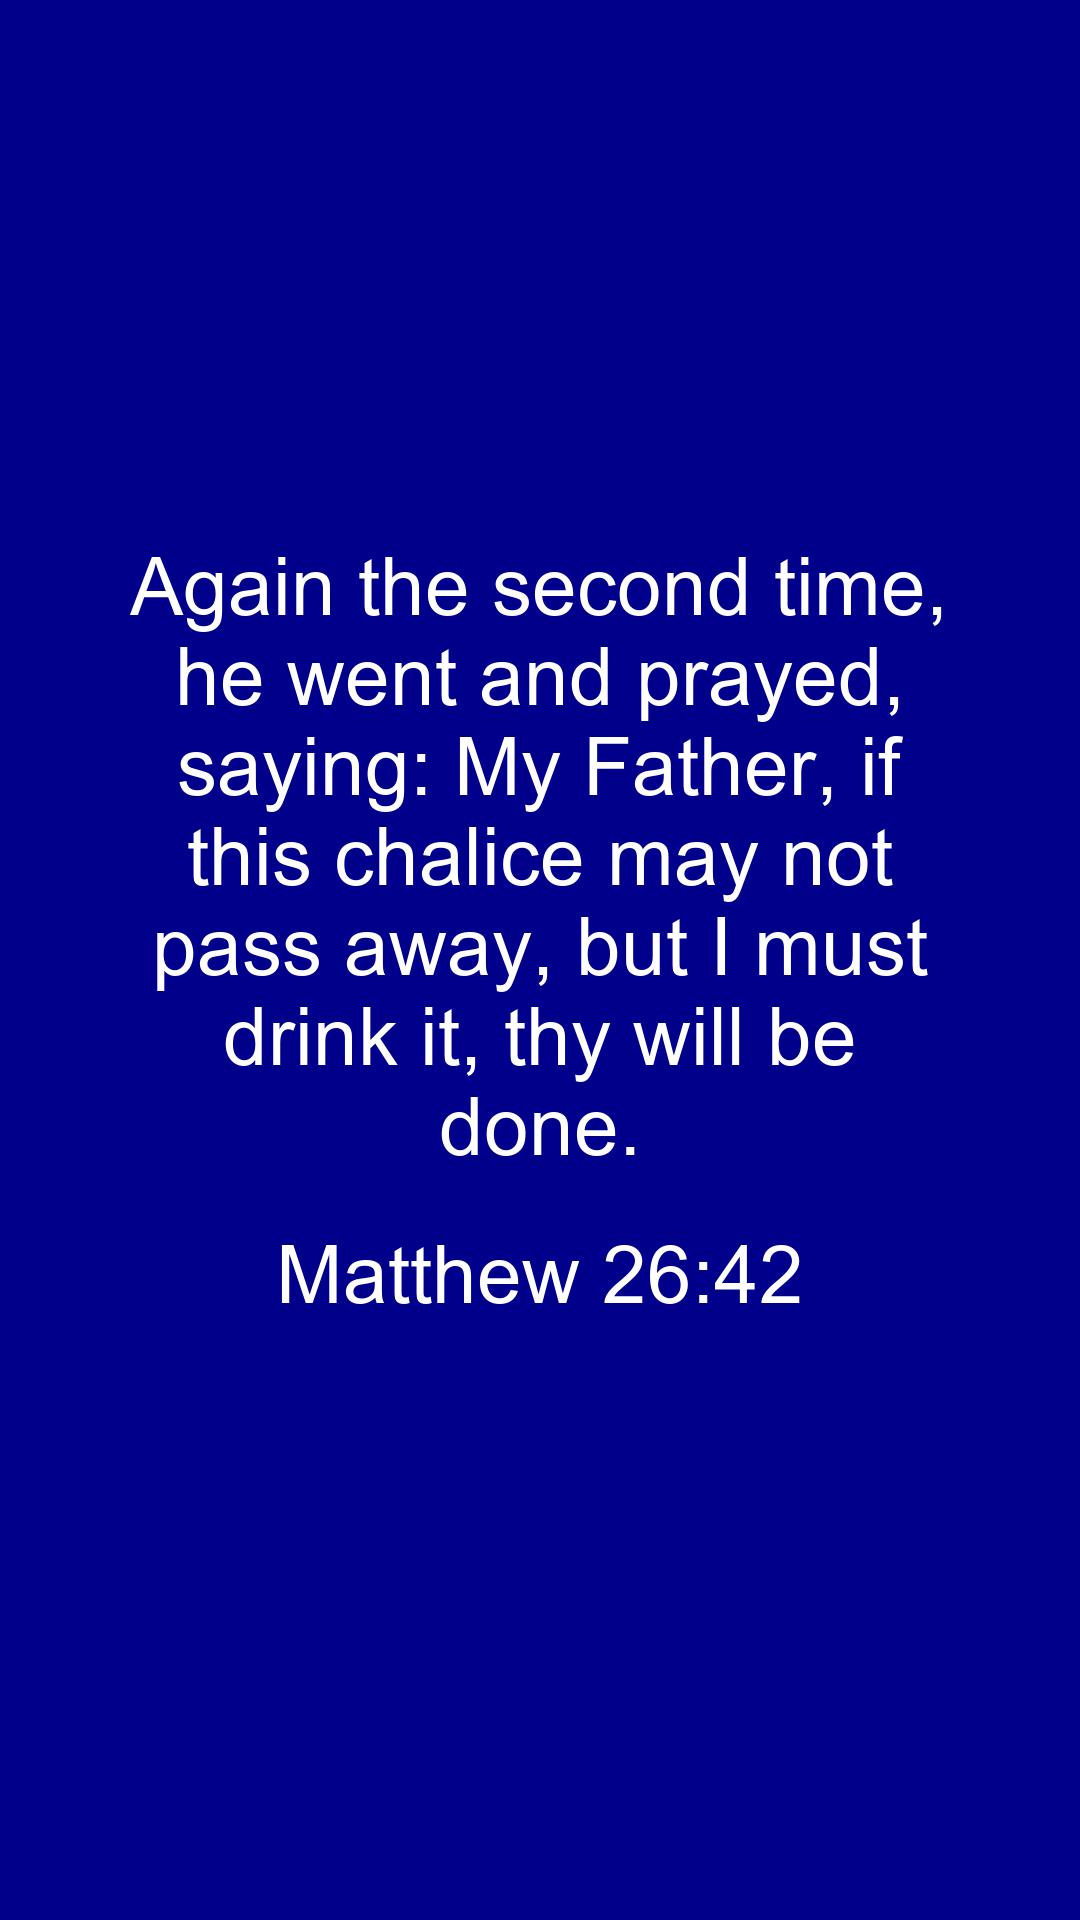 Again the second time,
he went and prayed,
saying: My Father, if
this chalice may not
pass away, but I must
drink it, thy will be
done.
Matthew 26:42